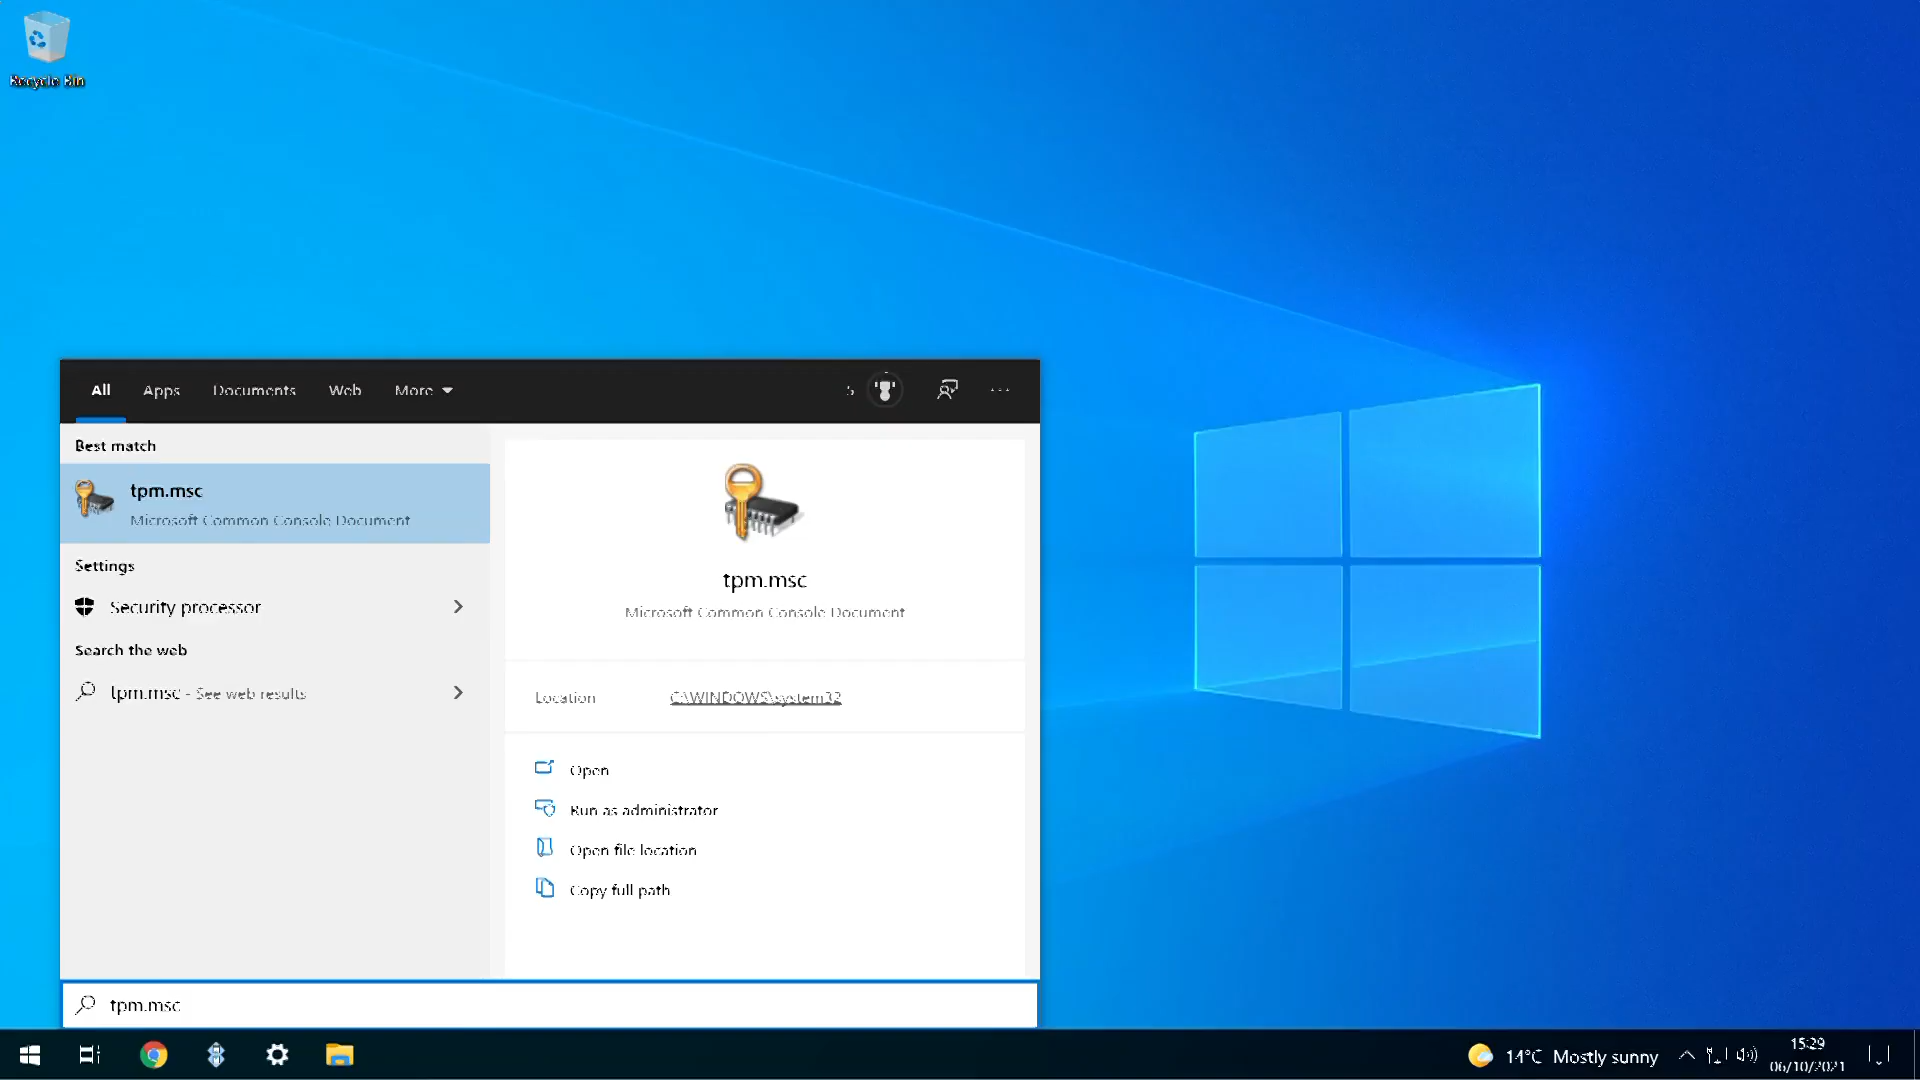 Recycle Bin
All Apps Documents Web More 5 ...
Best match
tpm.msc
Microsoft Common Console Document
Settings
Security processor
Search the web
tpm.msc - See web results
tpm.msc
Microsoft Common Console Document
Location C:\WINDOWS\system32
Open
Run as administrator
Open file location
Copy full path
tpm.msc
14°C Mostly sunny
15:29
06/10/2021